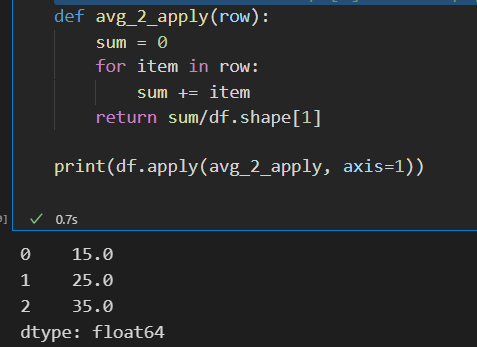 def avg_2_apply(row):
    sum = 0
    for item in row:
        sum += item
    return sum/df.shape[1]

print(df.apply(avg_2_apply, axis=1))
] ✓ 0.7s
0    15.0
1    25.0
2    35.0
dtype: float64